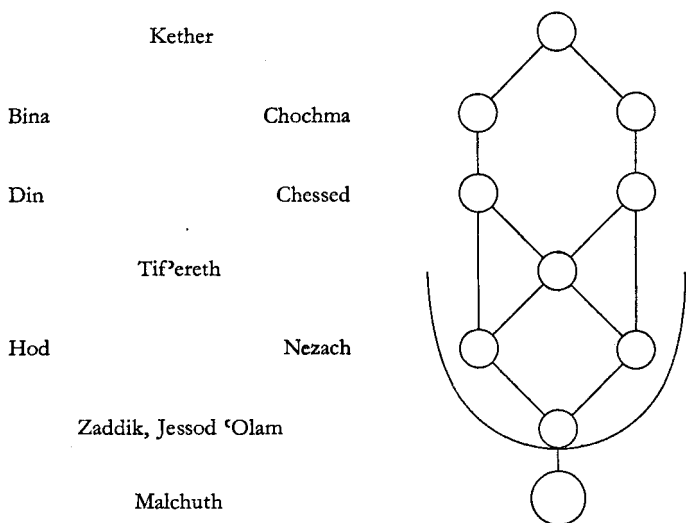 Kether
Bina Chochma
Din Chessed
Tif’ereth
Hod Nezach
Zaddik, Jessod ‘Olam
Malchuth